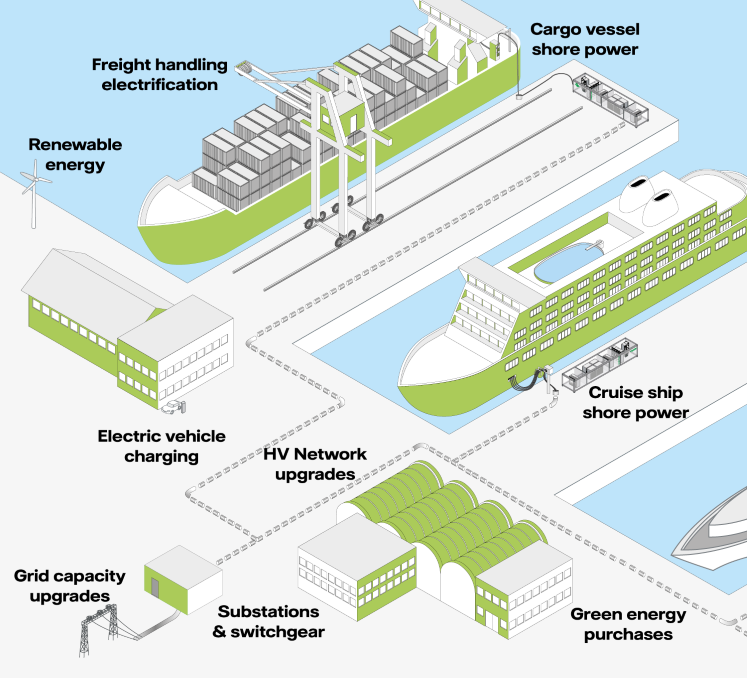 Cargo vessel
shore power
Freight handling
electrification
Renewable
energy
Cruise ship
shore power
Electric vehicle
charging
HV Network
upgrades
Grid capacity
upgrades
Substations
& switchgear
Green energy
purchases